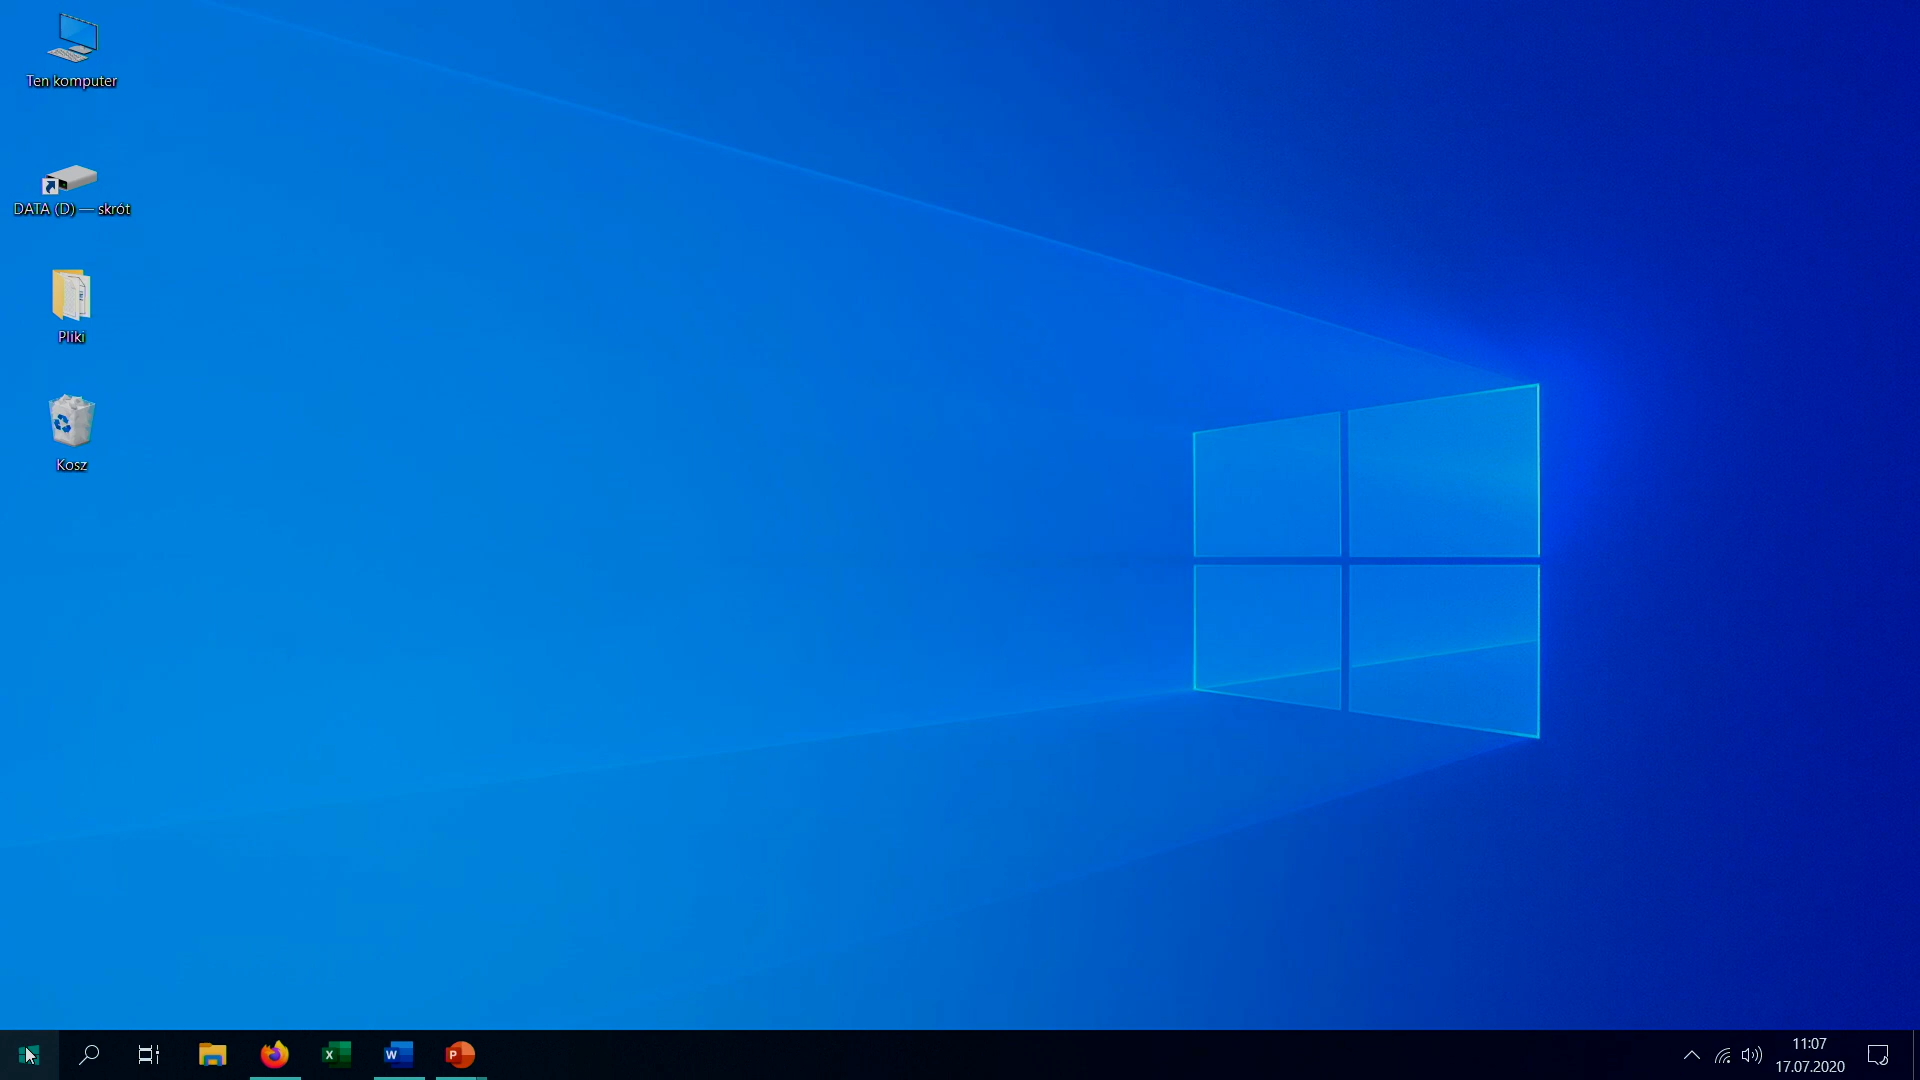 Ten komputer
DATA (D) — skrót
Pliki
Kosz
X
W
P
11:07
17.07.2020